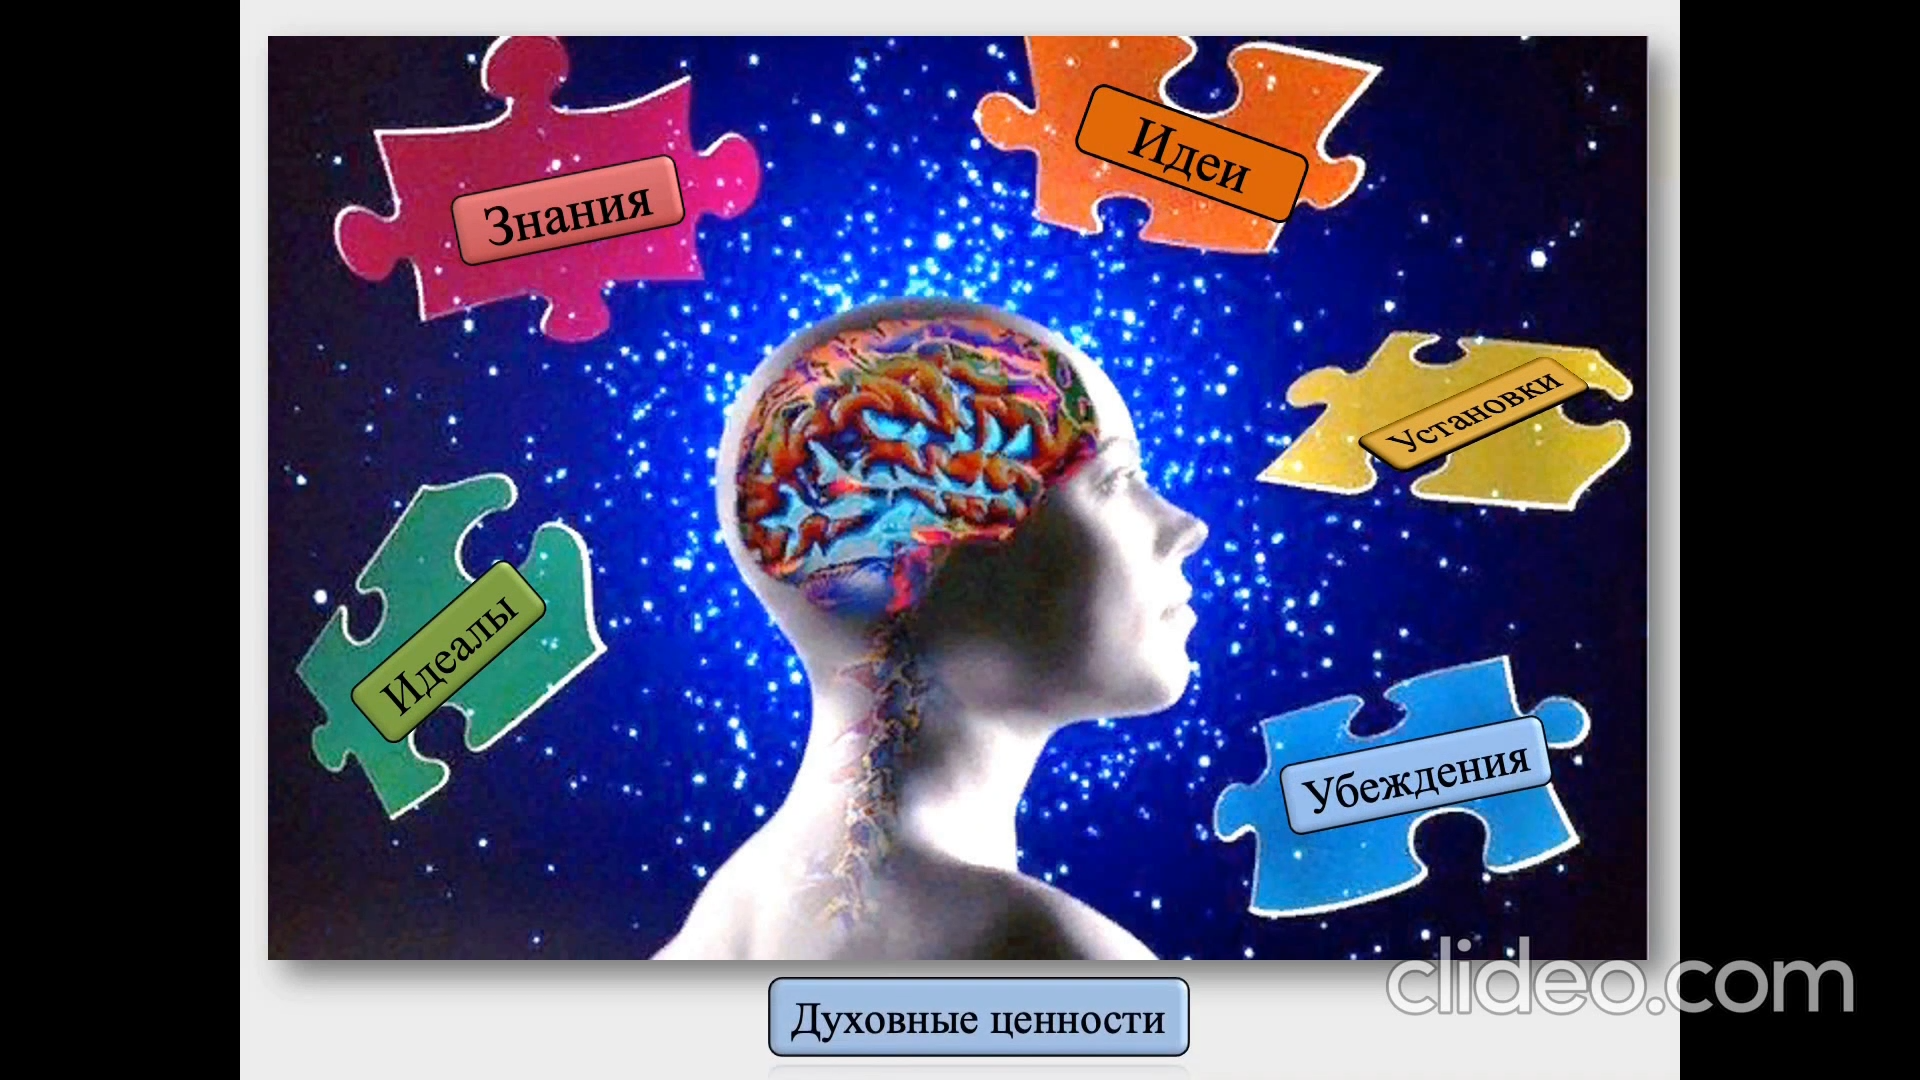 Знания
Идеи
Установки
Идеалы
Убеждения
Духовные ценности
clideo.com